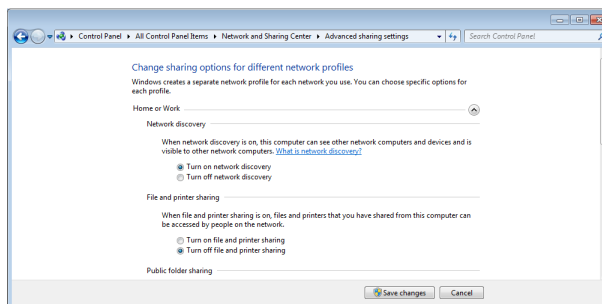 Control Panel ▸ All Control Panel Items ▸ Network and Sharing Center ▸ Advanced sharing settings
Search Control Panel
Change sharing options for different network profiles
Windows creates a separate network profile for each network you use. You can choose specific options for
each profile.
Home or Work
Network discovery
When network discovery is on, this computer can see other network computers and devices and is
visible to other network computers. What is network discovery?
Turn on network discovery
Turn off network discovery
File and printer sharing
When file and printer sharing is on, files and printers that you have shared from this computer can
be accessed by people on the network.
Turn on file and printer sharing
Turn off file and printer sharing
Public folder sharing
Save changes
Cancel